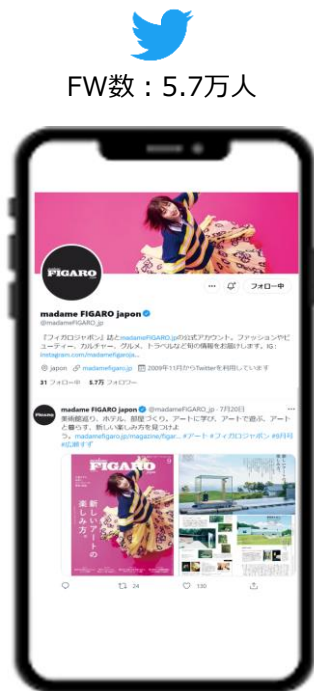 FW数：5.7万人
FIGARO
フォロー中
madame FIGARO japon
@madameFIGARO_jp
『フィガロジャポン』誌とmadameFIGARO.jpの公式アカウント。ファッションやビ
ューティー、カルチャー、グルメ、トラベルなど旬の情報をお届けします。IG：
instagram.com/madamefigaroja...
japon madamefigaro.jp 2009年11月からTwitterを利用しています
31 フォロー中 5.7万 フォロワー
madame FIGARO japon @madameFIGARO_jp · 7月20日
美術館巡り、ホテル、部屋づくり。アートに学び、アートで遊ぶ、アート
と暮らす、新しい楽しみ方を見つけよ
う。madamefigaro.jp/magazine/figar... #アート #フィガロジャポン #9月号
#広瀬すず
FIGARO
新しいアートの
楽しみ方。
24